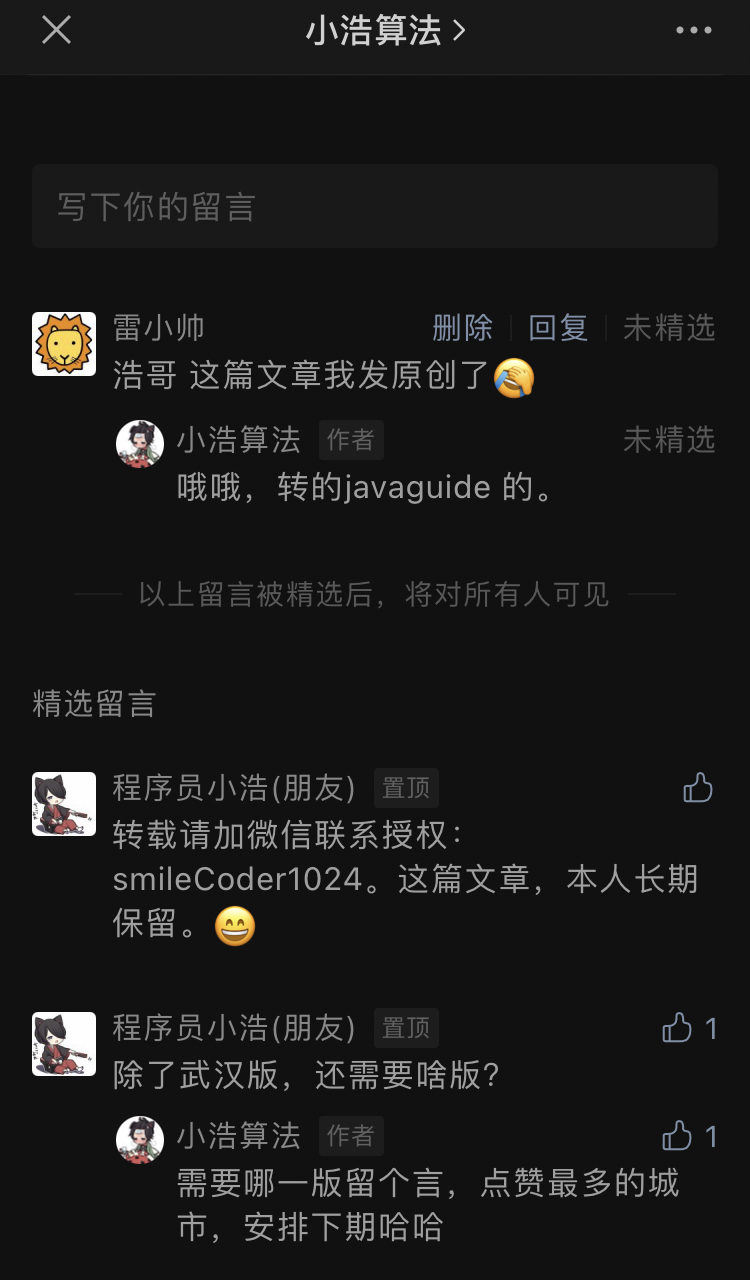 小浩算法
写下你的留言
雷小帅 删除 回复 未精选
浩哥 这篇文章我发原创了🤣
小浩算法 作者 未精选
哦哦，转的javaguide 的。
以上留言被精选后，将对所有人可见
精选留言
程序员小浩(朋友) 置顶
转载请加微信联系授权：
smileCoder1024。这篇文章，本人长期
保留。😄
程序员小浩(朋友) 置顶 1
除了武汉版，还需要啥版?
小浩算法 作者 1
需要哪一版留个言，点赞最多的城
市，安排下期哈哈